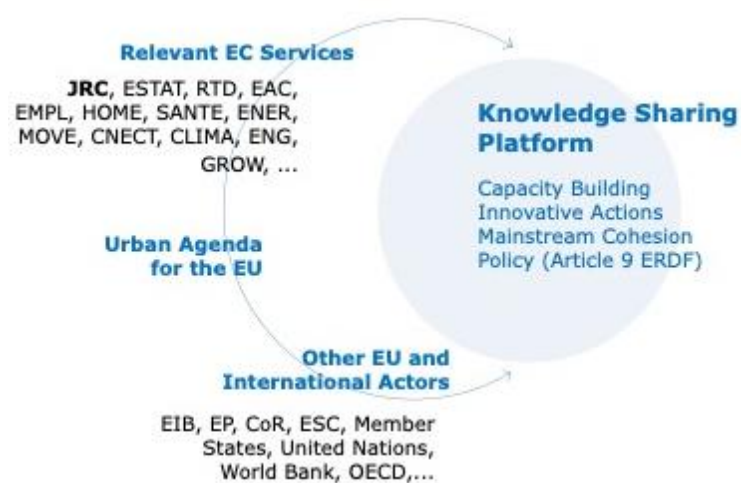 Relevant EC Services
JRC, ESTAT, RTD, EAC,
EMPL, HOME, SANTE, ENER,
MOVE, CNECT, CLIMA, ENG,
GROW, ...
Knowledge Sharing
Platform
Capacity Building
Innovative Actions
Mainstream Cohesion
Policy (Article 9 ERDF)
Urban Agenda
for the EU
Other EU and
International Actors
EIB, EP, CoR, ESC, Member
States, United Nations,
World Bank, OECD,...